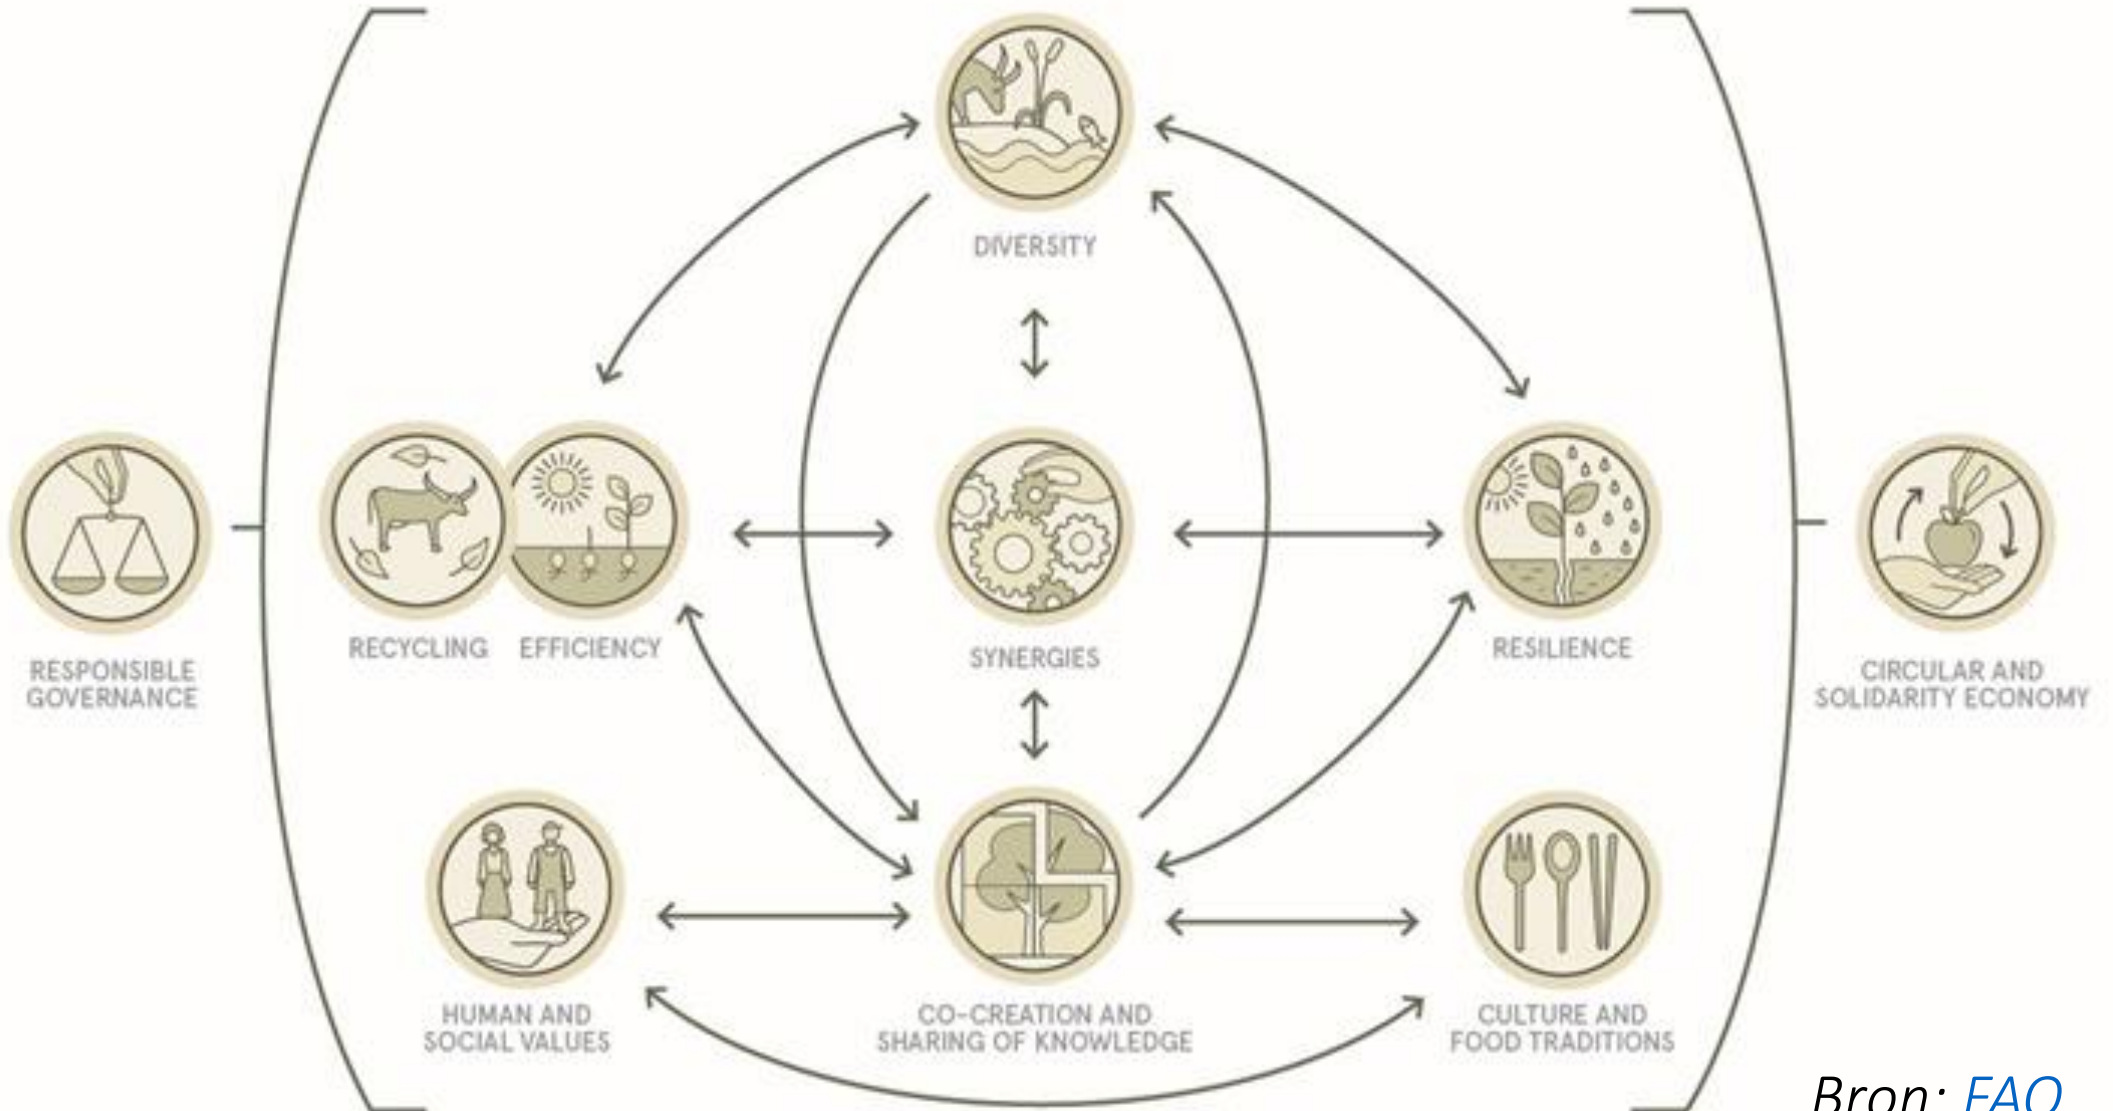 DIVERSITY
RECYCLING
EFFICIENCY
SYNERGIES
RESILIENCE
RESPONSIBLE
GOVERNANCE
CIRCULAR AND
SOLIDARITY ECONOMY
HUMAN AND
SOCIAL VALUES
CO-CREATION AND
SHARING OF KNOWLEDGE
CULTURE AND
FOOD TRADITIONS
Bron: FAO